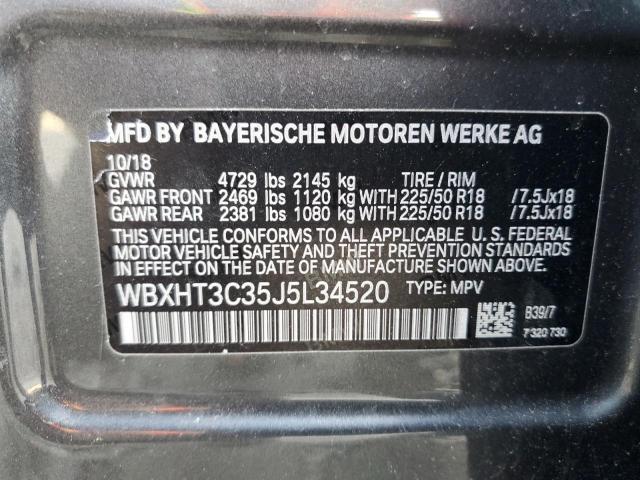 MFD BY BAYERISCHE MOTOREN WERKE AG
10/18
GVWR 4729 lbs 2145 kg TIRE / RIM
GAWR FRONT 2469 lbs 1120 kg WITH 225/50 R18 /7.5Jx18
GAWR REAR 2381 lbs 1080 kg WITH 225/50 R18 /7.5Jx18
THIS VEHICLE CONFORMS TO ALL APPLICABLE U.S. FEDERAL
MOTOR VEHICLE SAFETY AND THEFT PREVENTION STANDARDS
IN EFFECT ON THE DATE OF MANUFACTURE SHOWN ABOVE.
WBXHT3C35J5L34520 TYPE: MPV
B39/7
7 320 730